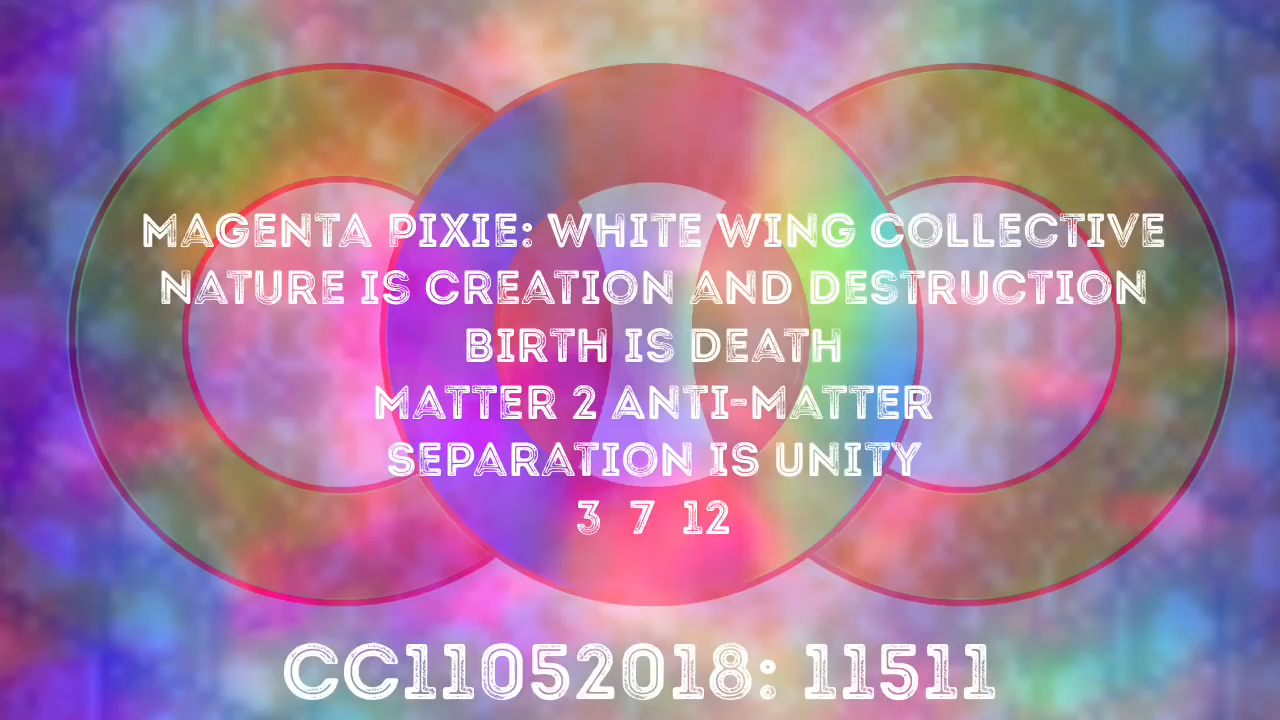 MAGENTA PIXIE: WHITE WING COLLECTIVE
NATURE IS CREATION AND DESTRUCTION
BIRTH IS DEATH
MATTER 2 ANTI-MATTER
SEPARATION IS UNITY
3 7 12
CC11052018: 11511